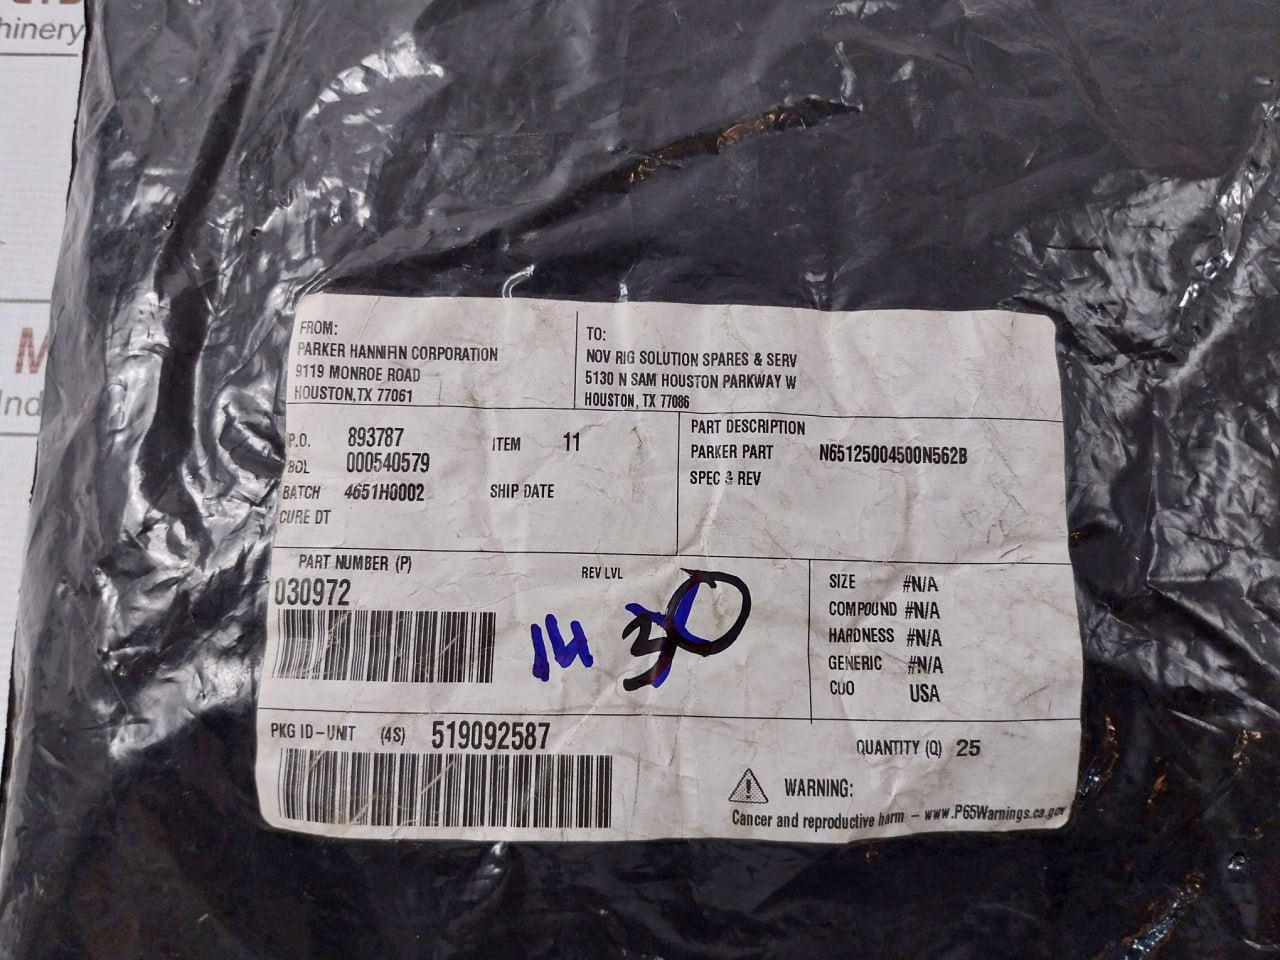 hinery
M
Ind
FROM:
PARKER HANNIFIN CORPORATION
9119 MONROE ROAD
HOUSTON,TX 77061
TO:
NOV RIG SOLUTION SPARES & SERV
5130 N SAM HOUSTON PARKWAY W
HOUSTON, TX 77086
P.O. 893787 ITEM 11
BOL 000540579
BATCH 4651H0002 SHIP DATE
CURE DT
PART DESCRIPTION
PARKER PART N65125004500N562B
SPEC & REV
PART NUMBER (P) REV LVL
030972
30
SIZE #N/A
COMPOUND #N/A
HARDNESS #N/A
GENERIC #N/A
CUO USA
PKG ID-UNIT (4S) 519092587
QUANTITY (Q) 25
WARNING:
Cancer and reproductive harm - www.P65Warnings.ca.gov